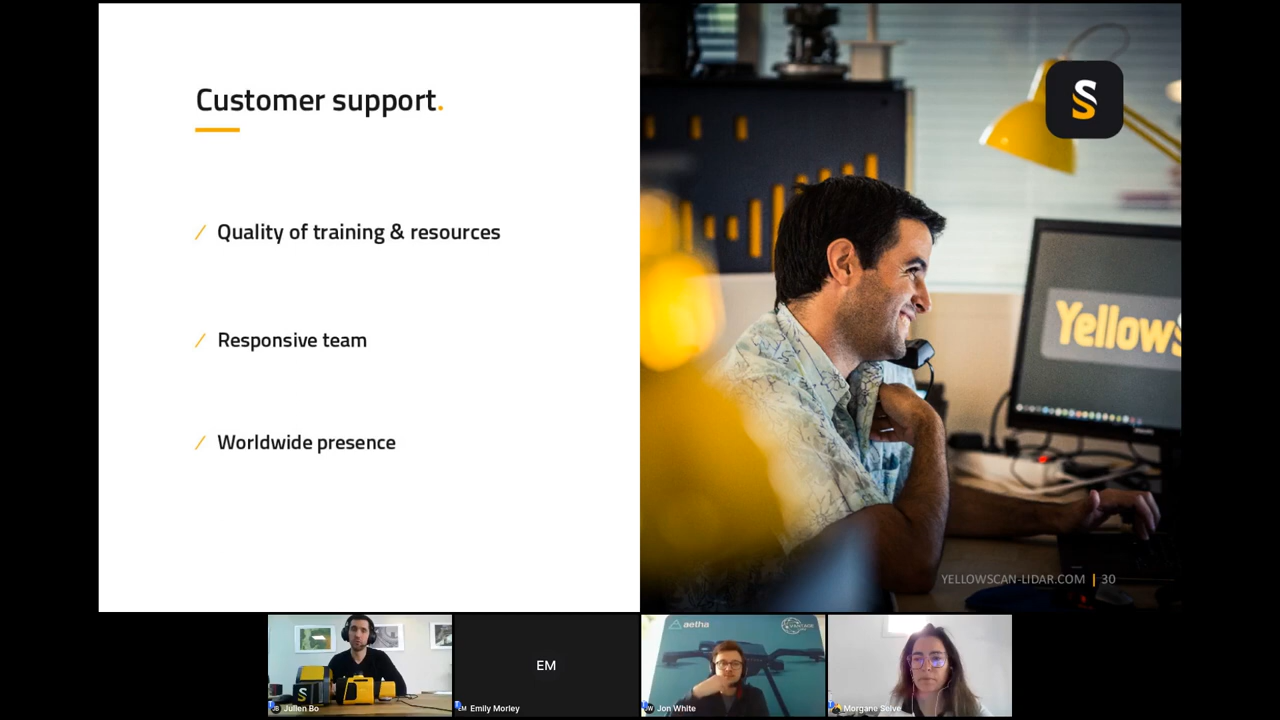 Customer support.
/ Quality of training & resources
/ Responsive team
/ Worldwide presence
S
Yellow
YELLOWSCAN-LIDAR.COM | 30
S
Julien Bo
EM
Emily Morley
aetha
Jon White
Morgane Selve